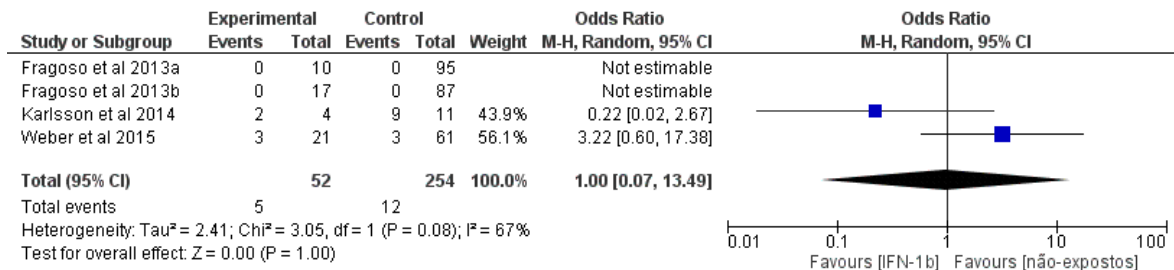 Experimental Control Odds Ratio Odds Ratio
Study or Subgroup Events Total Events Total Weight M-H, Random, 95% CI M-H, Random, 95% CI
Fragoso et al 2013a 0 10 0 95 Not estimable
Fragoso et al 2013b 0 17 0 87 Not estimable
Karlsson et al 2014 2 4 9 11 43.9% 0.22 [0.02, 2.67]
Weber et al 2015 3 21 3 61 56.1% 3.22 [0.60, 17.38]
Total (95% CI) 52 254 100.0% 1.00 [0.07, 13.49]
Total events 5 12
Heterogeneity: Tau² = 2.41; Chi² = 3.05, df = 1 (P = 0.08); I² = 67%
Test for overall effect: Z = 0.00 (P = 1.00)
0.01 0.1 1 10 100
Favours [IFN-1b] Favours [não-expostos]